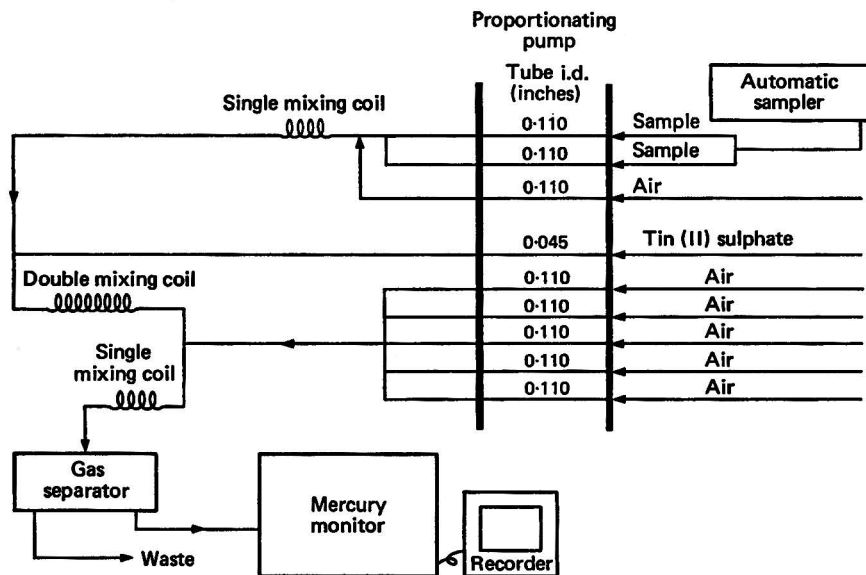 Proportionating
pump
Tube i.d.
(inches)
Automatic
sampler
Single mixing coil
0·110
Sample
0·110
Sample
0·110
Air
0·045
Tin (II) sulphate
Double mixing coil
0·110
Air
0·110
Air
0·110
Air
0·110
Air
0·110
Air
Single
mixing coil
Gas
separator
Mercury
monitor
Waste
Recorder